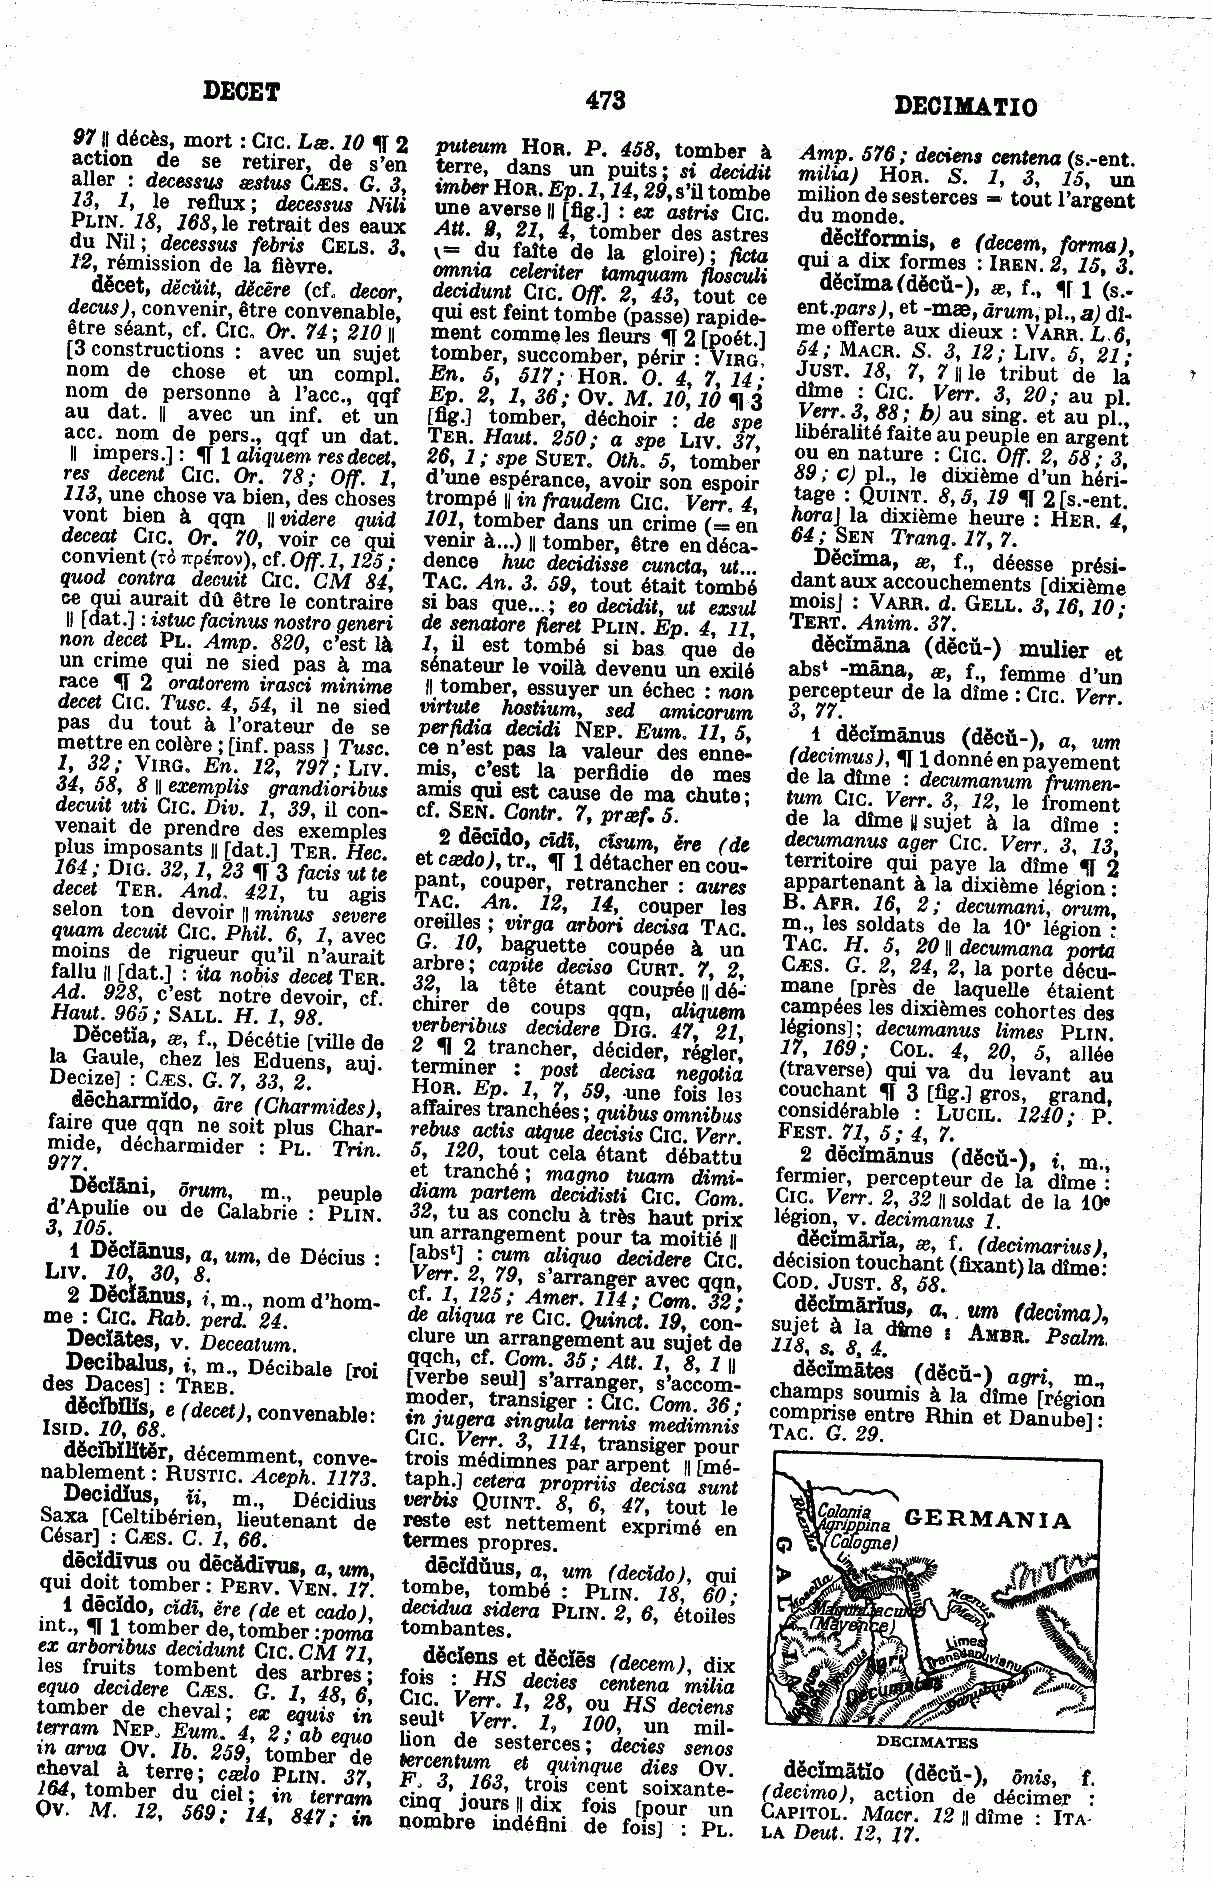 DECET
473
DECIMATIO
97 || décès, mort : CIC. Læ. 10 ¶ 2
action de se retirer, de s'en
aller : decessus æstus CÆS. G. 3,
13, 1, le reflux ; decessus Nili
PLIN. 18, 168, le retrait des eaux
du Nil ; decessus febris CELS. 3,
12, rémission de la fièvre.
dĕcet, dĕcŭit, dĕcēre (cf. decor,
decus), convenir, être convenable,
être séant, cf. CIC. Or. 74 ; 210 ||
[3 constructions : avec un sujet
nom de chose et un compl.
nom de personne à l'acc., qqf
au dat. || avec un inf. et un
acc. nom de pers., qqf un dat.
|| impers.] : ¶ 1 aliquem res decet,
res decent CIC. Or. 78 ; Off. 1,
113, une chose va bien, des choses
vont bien à qqn || videre quid
deceat CIC. Or. 70, voir ce qui
convient (τὸ πρέπον), cf. Off. 1, 125 ;
quod contra decuit CIC. CM 84,
ce qui aurait dû être le contraire
|| [dat.] : istuc facinus nostro generi
non decet PL. Amp. 820, c'est là
un crime qui ne sied pas à ma
race ¶ 2 oratorem irasci minime
decet CIC. Tusc. 4, 54, il ne sied
pas du tout à l'orateur de se
mettre en colère ; [inf. pass ] Tusc.
1, 32 ; VIRG. En. 12, 797 ; LIV.
34, 58, 8 || exemplis grandioribus
decuit uti CIC. Div. 1, 39, il con-
venait de prendre des exemples
plus imposants || [dat.] TER. Hec.
164 ; DIG. 32, 1, 23 ¶ 3 facis ut te
decet TER. And. 421, tu agis
selon ton devoir || minus severe
quam decuit CIC. Phil. 6, 1, avec
moins de rigueur qu'il n'aurait
fallu || [dat.] : ita nobis decet TER.
Ad. 928, c'est notre devoir, cf.
Haut. 965 ; SALL. H. 1, 98.
Dĕcetĭa, æ, f., Décétie [ville de
la Gaule, chez les Eduens, auj.
Decize] : CÆS. G. 7, 33, 2.
dēcharmĭdo, āre (Charmides),
faire que qqn ne soit plus Char-
mide, décharmider : PL. Trin.
977.
Dĕcĭāni, ōrum, m., peuple
d'Apulie ou de Calabrie : PLIN.
3, 105.
1 Dĕcĭānus, a, um, de Décius :
LIV. 10, 30, 8.
2 Dĕcĭānus, i, m., nom d'hom-
me : CIC. Rab. perd. 24.
Decĭātes, v. Deceatum.
Decibalus, i, m., Décibale [roi
des Daces] : TREB.
dĕcĭbĭlis, e (decet), convenable :
ISID. 10, 68.
dĕcĭbĭlĭtĕr, décemment, conve-
nablement : RUSTIC. Aceph. 1173.
Decidĭus, ĭi, m., Décidius
Saxa [Celtibérien, lieutenant de
César] : CÆS. C. 1, 66.
dēcĭdīvus ou dēcădīvus, a, um,
qui doit tomber : PERV. VEN. 17.
1 dēcĭdo, cĭdī, ĕre (de et cado),
int., ¶ 1 tomber de, tomber : poma
ex arboribus decidunt CIC. CM 71,
les fruits tombent des arbres ;
equo decidere CÆS. G. 1, 48, 6,
tomber de cheval ; ex equis in
terram NEP. Eum. 4, 2 ; ab equo
in arva OV. Ib. 259, tomber de
cheval à terre ; cælo PLIN. 37,
164, tomber du ciel ; in terram
OV. M. 12, 569 ; 14, 847 ; in
puteum HOR. P. 458, tomber à
terre, dans un puits ; si decidit
imber HOR. Ep. 1, 14, 29, s'il tombe
une averse || [fig.] : ex astris CIC.
Att. 9, 21, 4, tomber des astres
(= du faîte de la gloire) ; ficta
omnia celeriter tamquam flosculi
decidunt CIC. Off. 2, 43, tout ce
qui est feint tombe (passe) rapide-
ment comme les fleurs ¶ 2 [poét.]
tomber, succomber, périr : VIRG.
En. 5, 517 ; HOR. O. 4, 7, 14 ;
Ep. 2, 1, 36 ; OV. M. 10, 10 ¶ 3
[fig.] tomber, déchoir : de spe
TER. Haut. 250 ; a spe LIV. 37,
26, 1 ; spe SUET. Oth. 5, tomber
d'une espérance, avoir son espoir
trompé || in fraudem CIC. Verr. 4,
101, tomber dans un crime (= en
venir à...) || tomber, être en déca-
dence huc decidisse cuncta, ut...
TAC. An. 3. 59, tout était tombé
si bas que... ; eo decidit, ut exsul
de senatore fieret PLIN. Ep. 4, 11,
1, il est tombé si bas que de
sénateur le voilà devenu un exilé
|| tomber, essuyer un échec : non
virtute hostium, sed amicorum
perfidia decidi NEP. Eum. 11, 5,
ce n'est pas la valeur des enne-
mis, c'est la perfidie de mes
amis qui est cause de ma chute ;
cf. SEN. Contr. 7, præf. 5.
2 dēcīdo, cīdī, cīsum, ĕre (de
et cædo), tr., ¶ 1 détacher en cou-
pant, couper, retrancher : aures
TAC. An. 12, 14, couper les
oreilles ; virga arbori decisa TAC.
G. 10, baguette coupée à un
arbre ; capite deciso CURT. 7, 2,
32, la tête étant coupée || dé-
chirer de coups qqn, aliquem
verberibus decidere DIG. 47, 21,
2 ¶ 2 trancher, décider, régler,
terminer : post decisa negotia
HOR. Ep. 1, 7, 59, une fois les
affaires tranchées ; quibus omnibus
rebus actis atque decisis CIC. Verr.
5, 120, tout cela étant débattu
et tranché ; magno tuam dimi-
diam partem decidisti CIC. Com.
32, tu as conclu à très haut prix
un arrangement pour ta moitié ||
[absᵗ] : cum aliquo decidere CIC.
Verr. 2, 79, s'arranger avec qqn,
cf. 1, 125 ; Amer. 114 ; Com. 32 ;
de aliqua re CIC. Quinct. 19, con-
clure un arrangement au sujet de
qqch, cf. Com. 35 ; Att. 1, 8, 1 ||
[verbe seul] s'arranger, s'accom-
moder, transiger : CIC. Com. 36 ;
in jugera singula ternis medimnis
CIC. Verr. 3, 114, transiger pour
trois médimnes par arpent || [mé-
taph.] cetera propriis decisa sunt
verbis QUINT. 8, 6, 47, tout le
reste est nettement exprimé en
termes propres.
dēcĭdŭus, a, um (decĭdo), qui
tombe, tombé : PLIN. 18, 60 ;
decidua sidera PLIN. 2, 6, étoiles
tombantes.
dĕcĭens et dĕcĭēs (decem), dix
fois : HS decies centena milia
CIC. Verr. 1, 28, ou HS deciens
seulᵗ Verr. 1, 100, un mil-
lion de sesterces ; decies senos
tercentum et quinque dies OV.
F. 3, 163, trois cent soixante-
cinq jours || dix fois [pour un
nombre indéfini de fois] : PL.
Amp. 576 ; deciens centena (s.-ent.
milia) HOR. S. 1, 3, 15, un
milion de sesterces = tout l'argent
du monde.
dĕcĭformis, e (decem, forma),
qui a dix formes : IREN. 2, 15, 3.
dĕcĭma (dĕcŭ-), æ, f., ¶ 1 (s.-
ent. pars), et -mæ, ārum, pl., a) dî-
me offerte aux dieux : VARR. L. 6,
54 ; MACR. S. 3, 12 ; LIV. 5, 21 ;
JUST. 18, 7, 7 || le tribut de la
dîme : CIC. Verr. 3, 20 ; au pl.
Verr. 3, 88 ; b) au sing. et au pl.,
libéralité faite au peuple en argent
ou en nature : CIC. Off. 2, 58 ; 3,
89 ; c) pl., le dixième d'un héri-
tage : QUINT. 8, 5, 19 ¶ 2 [s.-ent.
hora] la dixième heure : HER. 4,
64 ; SEN Tranq. 17, 7.
Dĕcĭma, æ, f., déesse prési-
dant aux accouchements [dixième
mois] : VARR. d. GELL. 3, 16, 10 ;
TERT. Anim. 37.
dĕcĭmāna (dĕcŭ-) mulier et
absᵗ -māna, æ, f., femme d'un
percepteur de la dîme : CIC. Verr.
3, 77.
1 dĕcĭmānus (dĕcŭ-), a, um
(decimus), ¶ 1 donné en payement
de la dîme : decumanum frumen-
tum CIC. Verr. 3, 12, le froment
de la dîme || sujet à la dîme :
decumanus ager CIC. Verr. 3, 13,
territoire qui paye la dîme ¶ 2
appartenant à la dixième légion :
B. AFR. 16, 2 ; decumani, orum,
m., les soldats de la 10ᵉ légion :
TAC. H. 5, 20 || decumana porta
CÆS. G. 2, 24, 2, la porte décu-
mane [près de laquelle étaient
campées les dixièmes cohortes des
légions] ; decumanus limes PLIN.
17, 169 ; COL. 4, 20, 5, allée
(traverse) qui va du levant au
couchant ¶ 3 [fig.] gros, grand,
considérable : LUCIL. 1240 ; P.
FEST. 71, 5 ; 4, 7.
2 dĕcĭmānus (dĕcŭ-), i, m.,
fermier, percepteur de la dîme :
CIC. Verr. 2, 32 || soldat de la 10ᵉ
légion, v. decimanus 1.
dĕcĭmārĭa, æ, f. (decimarius),
décision touchant (fixant) la dîme :
COD. JUST. 8, 58.
dĕcĭmārĭus, a, um (decima),
sujet à la dîme : AMBR. Psalm.
118, s. 8, 4.
dĕcĭmātes (dĕcŭ-) agri, m.,
champs soumis à la dîme [région
comprise entre Rhin et Danube] :
TAC. G. 29.
Rhenus
Colonia
Agrippina
(Cologne)
GERMANIA
GALLIA
Mosella
(Mayence)
Mœnus
(Mein)
Limes
Transdanuvianus
Agri
Decumates
Danubius
DECIMATES
dĕcĭmātĭo (dĕcŭ-), ōnis, f.
(decimo), action de décimer :
CAPITOL. Macr. 12 || dîme : ITA-
LA Deut. 12, 17.